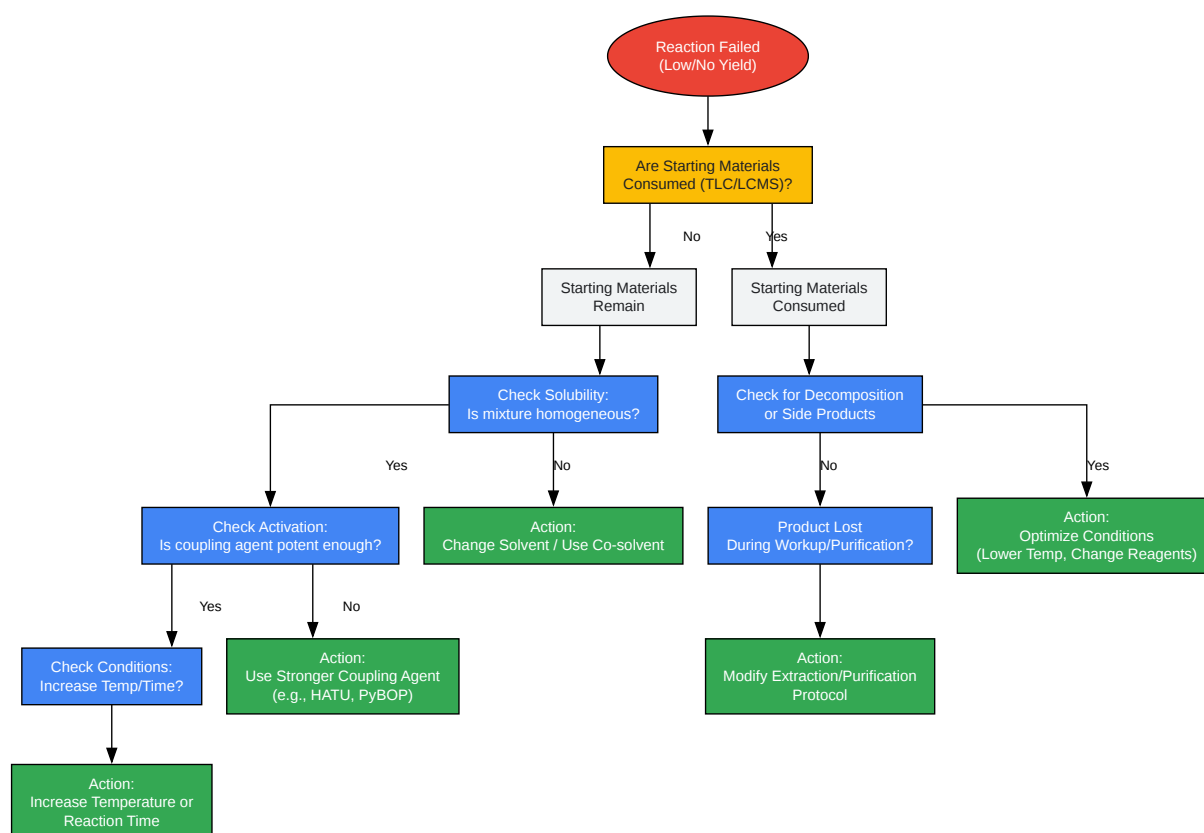 Reaction Failed
(Low/No Yield)
Are Starting Materials
Consumed (TLC/LCMS)?
No
Yes
Starting Materials
Remain
Starting Materials
Consumed
Check Solubility:
Is mixture homogeneous?
Check for Decomposition
or Side Products
Yes
No
No
Yes
Check Activation:
Is coupling agent potent enough?
Action:
Change Solvent / Use Co-solvent
Product Lost
During Workup/Purification?
Action:
Optimize Conditions
(Lower Temp, Change Reagents)
Yes
No
Check Conditions:
Increase Temp/Time?
Action:
Use Stronger Coupling Agent
(e.g., HATU, PyBOP)
Action:
Modify Extraction/Purification
Protocol
Action:
Increase Temperature or
Reaction Time